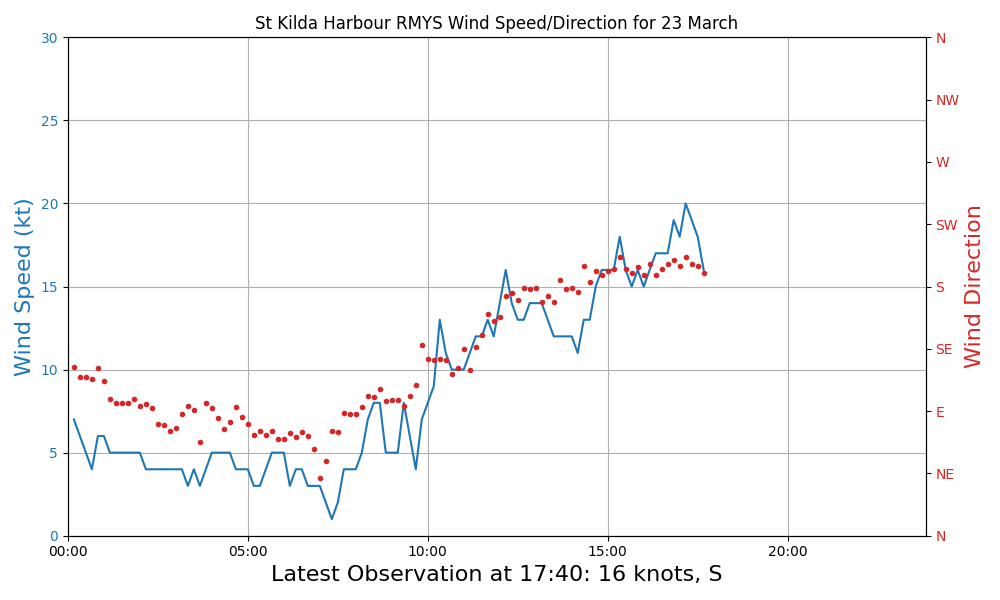 St Kilda Harbour RMYS Wind Speed/Direction for 23 March
30
25
20
15
10
5
0
Wind Speed (kt)
N
NW
W
SW
S
SE
E
NE
N
Wind Direction
00:00 05:00 10:00 15:00 20:00
Latest Observation at 17:40: 16 knots, S